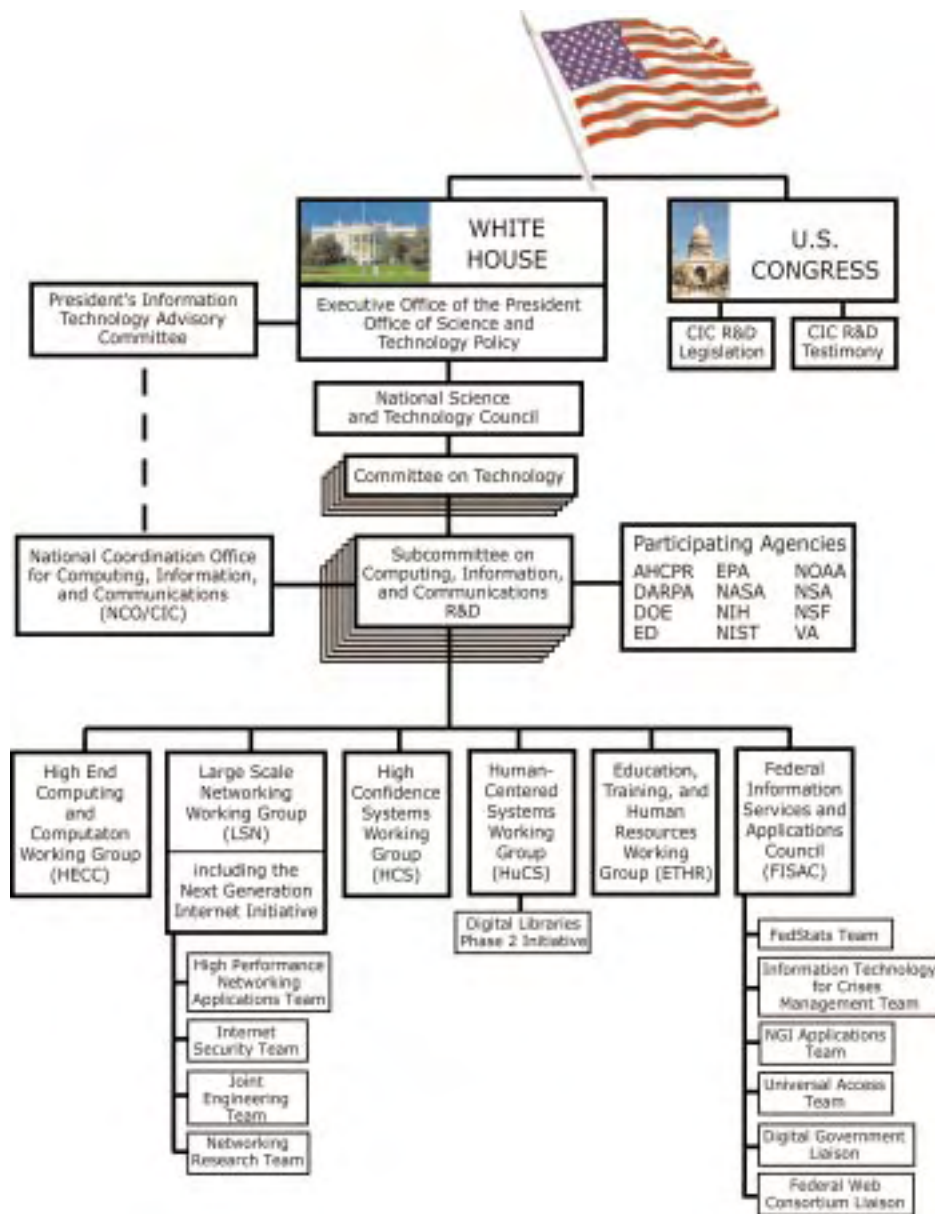 WHITE
HOUSE
U.S.
CONGRESS
President's Information
Technology Advisory
Committee
Executive Office of the President
Office of Science and
Technology Policy
CIC R&D
Legislation
CIC R&D
Testimony
National Science
and Technology Council
Committee on Technology
National Coordination Office
for Computing, Information,
and Communications
(NCO/CIC)
Subcommittee on
Computing, Information,
and Communications
R&D
Participating Agencies
AHCPR EPA NOAA
DARPA NASA NSA
DOE NIH NSF
ED NIST VA
High End
Computing
and
Computaton
Working Group
(HECC)
Large Scale
Networking
Working Group
(LSN)
including the
Next Generation
Internet Initiative
High
Confidence
Systems
Working
Group
(HCS)
Human-
Centered
Systems
Working
Group
(HuCS)
Education,
Training, and
Human
Resources
Working
Group (ETHR)
Federal
Information
Services and
Applications
Council
(FISAC)
High Performance
Networking
Applications Team
Internet
Security Team
Joint
Engineering
Team
Networking
Research Team
Digital Libraries
Phase 2 Initiative
FedStats Team
Information Technology
for Crises
Management Team
NGI Applications
Team
Universal Access
Team
Digital Government
Liaison
Federal Web
Consortium Liaison